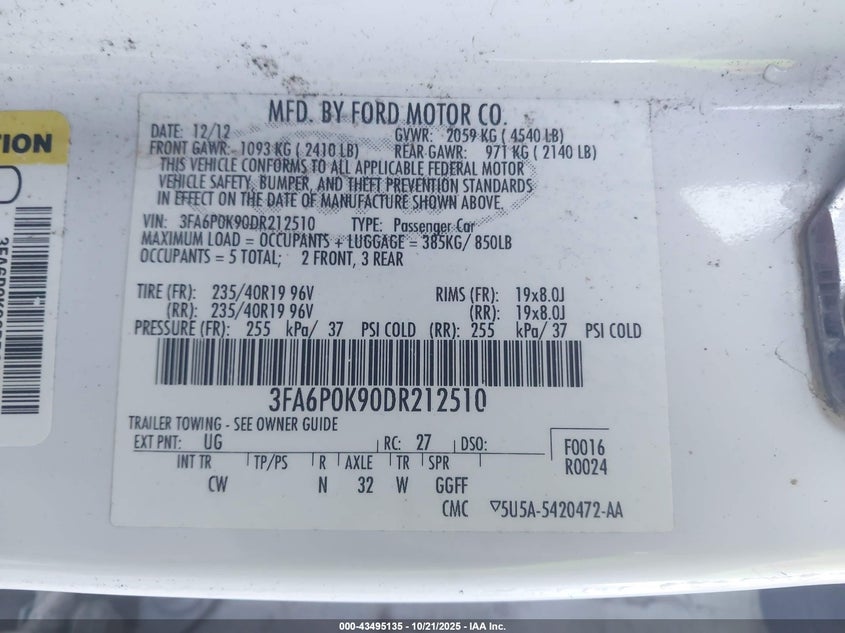 MFD. BY FORD MOTOR CO.
DATE: 12/12 GVWR: 2059 KG ( 4540 LB)
FRONT GAWR: 1093 KG ( 2410 LB) REAR GAWR: 971 KG ( 2140 LB)
THIS VEHICLE CONFORMS TO ALL APPLICABLE FEDERAL MOTOR
VEHICLE SAFETY, BUMPER, AND THEFT PREVENTION STANDARDS
IN EFFECT ON THE DATE OF MANUFACTURE SHOWN ABOVE.
VIN: 3FA6P0K90DR212510 TYPE: Passenger Car
MAXIMUM LOAD = OCCUPANTS + LUGGAGE = 385KG/ 850LB
OCCUPANTS = 5 TOTAL; 2 FRONT, 3 REAR
TIRE (FR): 235/40R19 96V RIMS (FR): 19x8.0J
(RR): 235/40R19 96V (RR): 19x8.0J
PRESSURE (FR): 255 kPa/ 37 PSI COLD (RR): 255 kPa/ 37 PSI COLD
3FA6P0K90DR212510
TRAILER TOWING - SEE OWNER GUIDE
EXT PNT: UG RC: 27 DSO: F0016
R0024
INT TR TP/PS R AXLE TR SPR
CW N 32 W GGFF
CMC ▽5U5A-5420472-AA
000-43495135 - 10/21/2025 - IAA Inc.